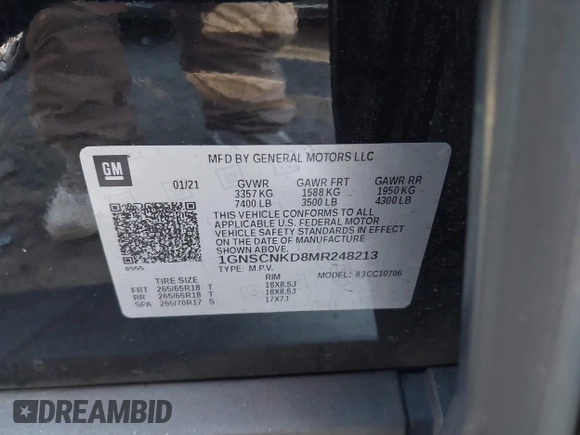 GM
MFD BY GENERAL MOTORS LLC
01/21 GVWR GAWR FRT GAWR RR
3357 KG 1588 KG 1950 KG
7400 LB 3500 LB 4300 LB
THIS VEHICLE CONFORMS TO ALL
APPLICABLE U.S. FEDERAL MOTOR
VEHICLE SAFETY STANDARDS IN EFFECT
ON THE DATE OF MANUFACTURE
SHOWN ABOVE.
1GNSCNKD8MR248213
8555 TYPE: M.P.V. MODEL: 83CC10706
TIRE SIZE RIM
FRT 265/65R18 T 18X8.5J
RR 265/65R18 T 18X8.5J
SPA 265/70R17 S 17X7J
DREAMBID